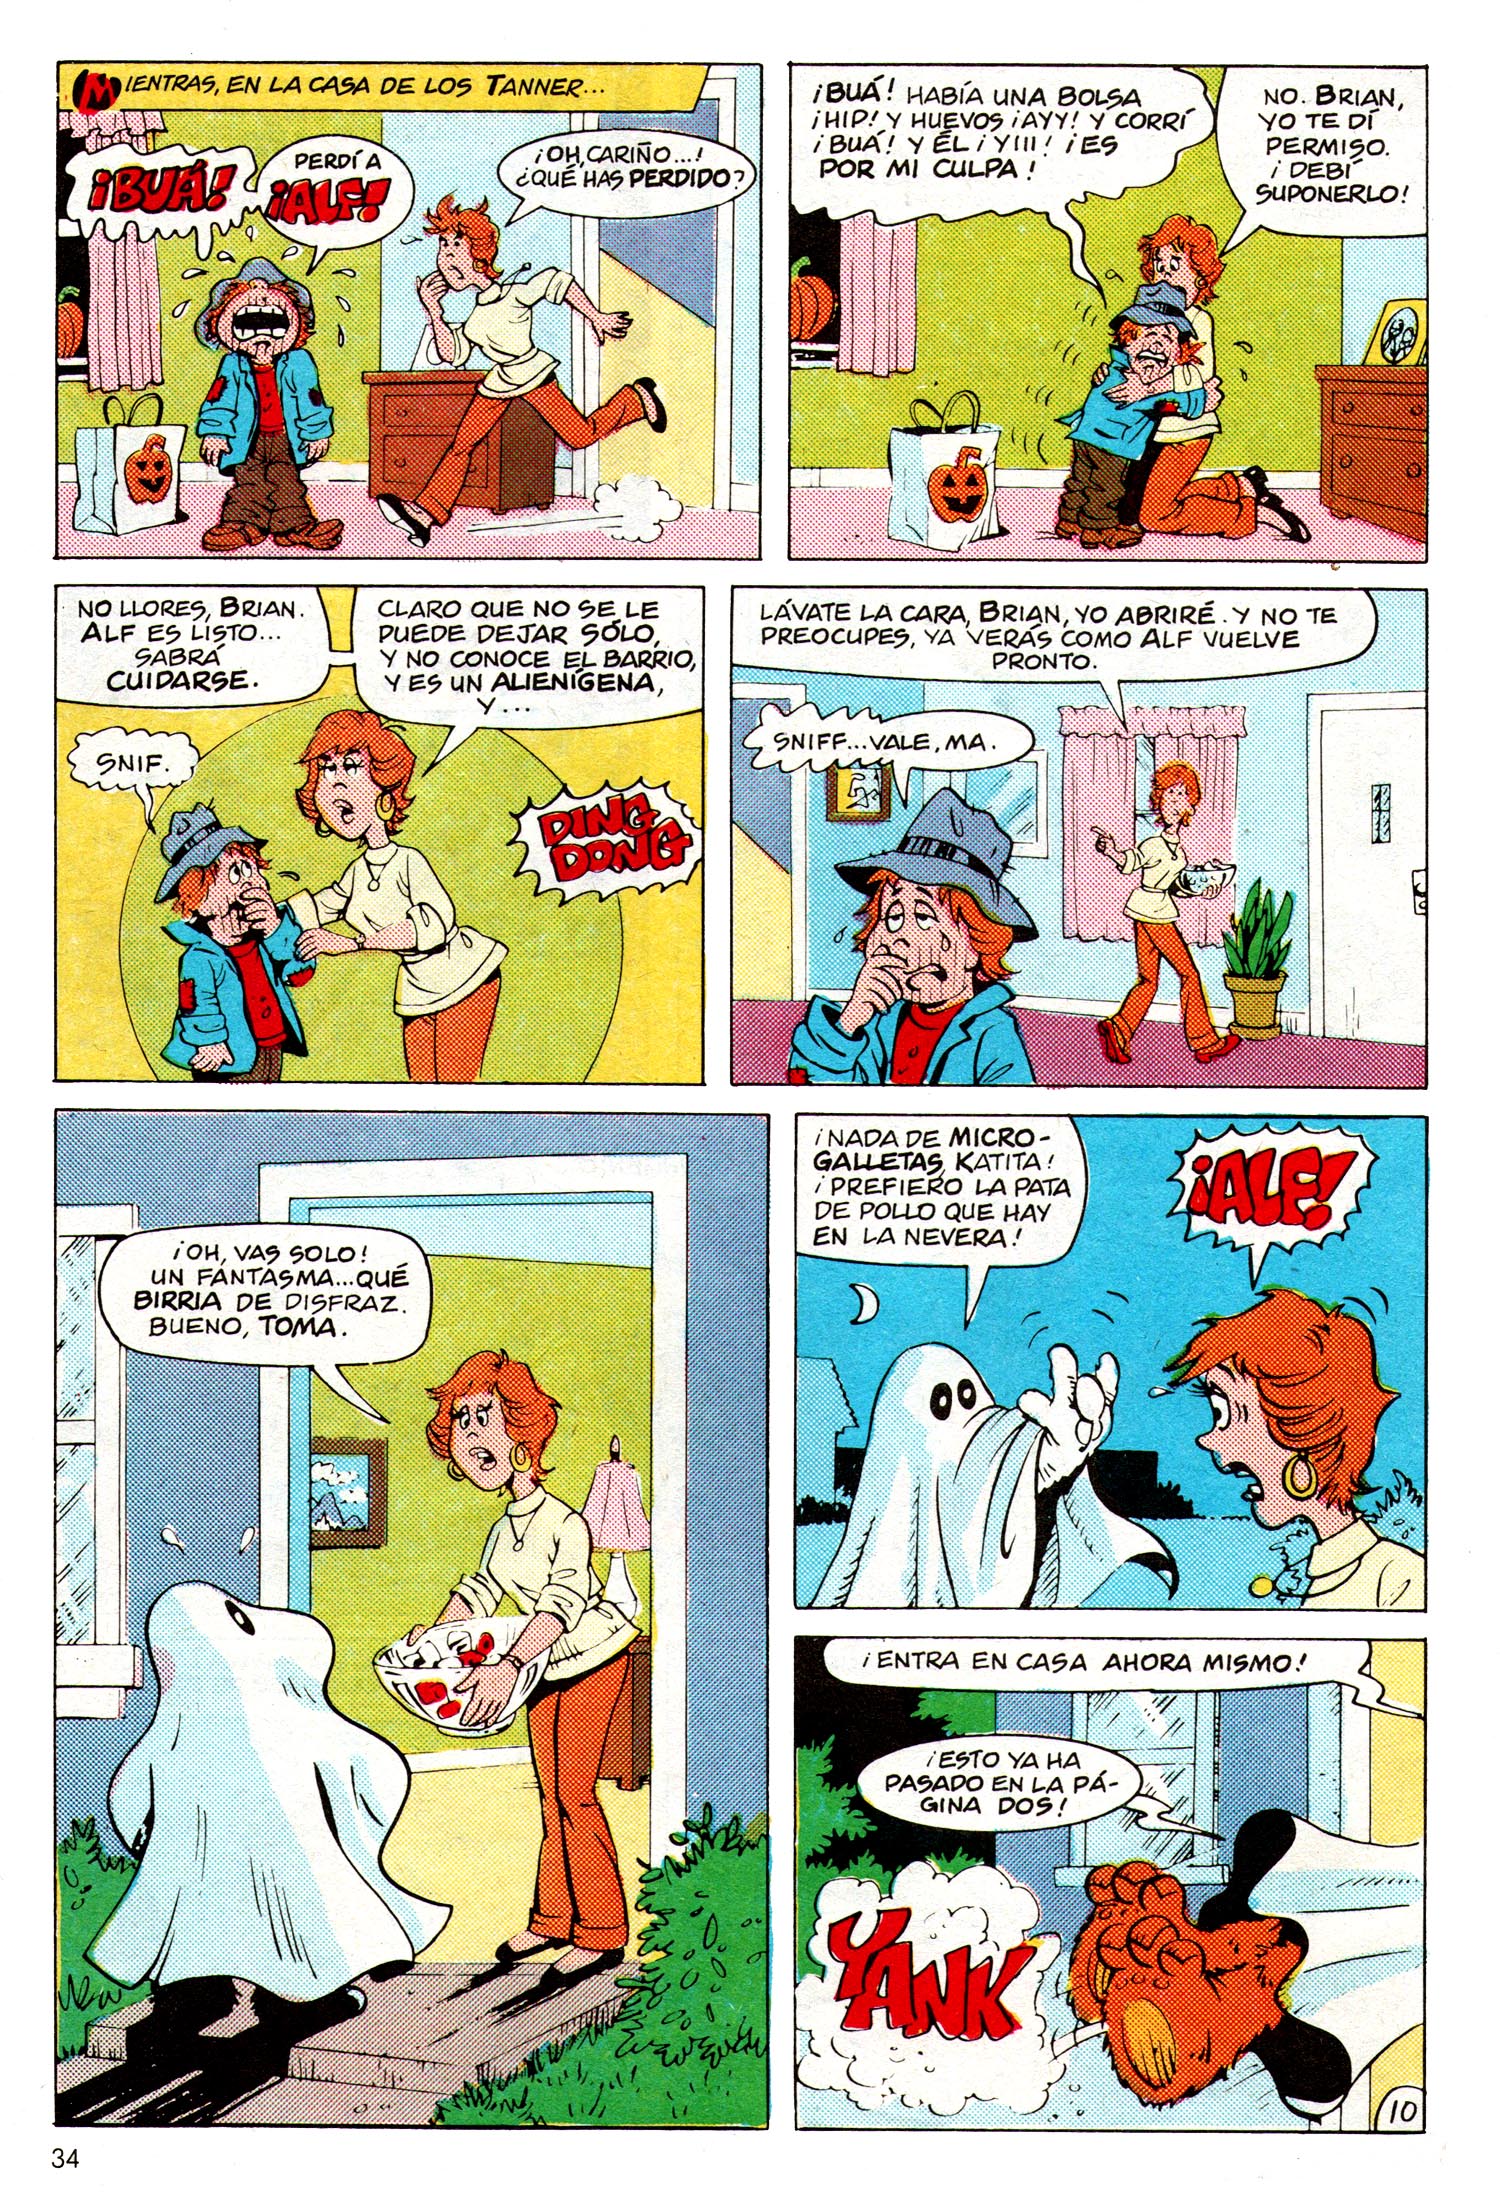 MIENTRAS, EN LA CASA DE LOS TANNER...
¡BUÁ!
PERDÍ A
¡ALF!
¡OH, CARIÑO...!
¿QUÉ HAS PERDIDO?
¡BUÁ! HABÍA UNA BOLSA
¡HIP! Y HUEVOS ¡AYY! Y CORRÍ
¡BUÁ! Y ÉL ¡YIII! ¡ES
POR MI CULPA!
NO. BRIAN,
YO TE DÍ
PERMISO.
¡DEBÍ
SUPONERLO!
NO LLORES, BRIAN.
ALF ES LISTO...
SABRÁ
CUIDARSE.
CLARO QUE NO SE LE
PUEDE DEJAR SÓLO,
Y NO CONOCE EL BARRIO,
Y ES UN ALIENÍGENA,
Y...
SNIF.
DING
DONG
LÁVATE LA CARA, BRIAN, YO ABRIRÉ. Y NO TE
PREOCUPES, YA VERÁS COMO ALF VUELVE
PRONTO.
SNIFF...VALE, MA.
¡OH, VAS SOLO!
UN FANTASMA...QUÉ
BIRRIA DE DISFRAZ.
BUENO, TOMA.
¡NADA DE MICRO-
GALLETAS, KATITA!
¡PREFIERO LA PATA
DE POLLO QUE HAY
EN LA NEVERA!
¡ALF!
¡ENTRA EN CASA AHORA MISMO!
¡ESTO YA HA
PASADO EN LA PÁ-
GINA DOS!
YANK
10
34